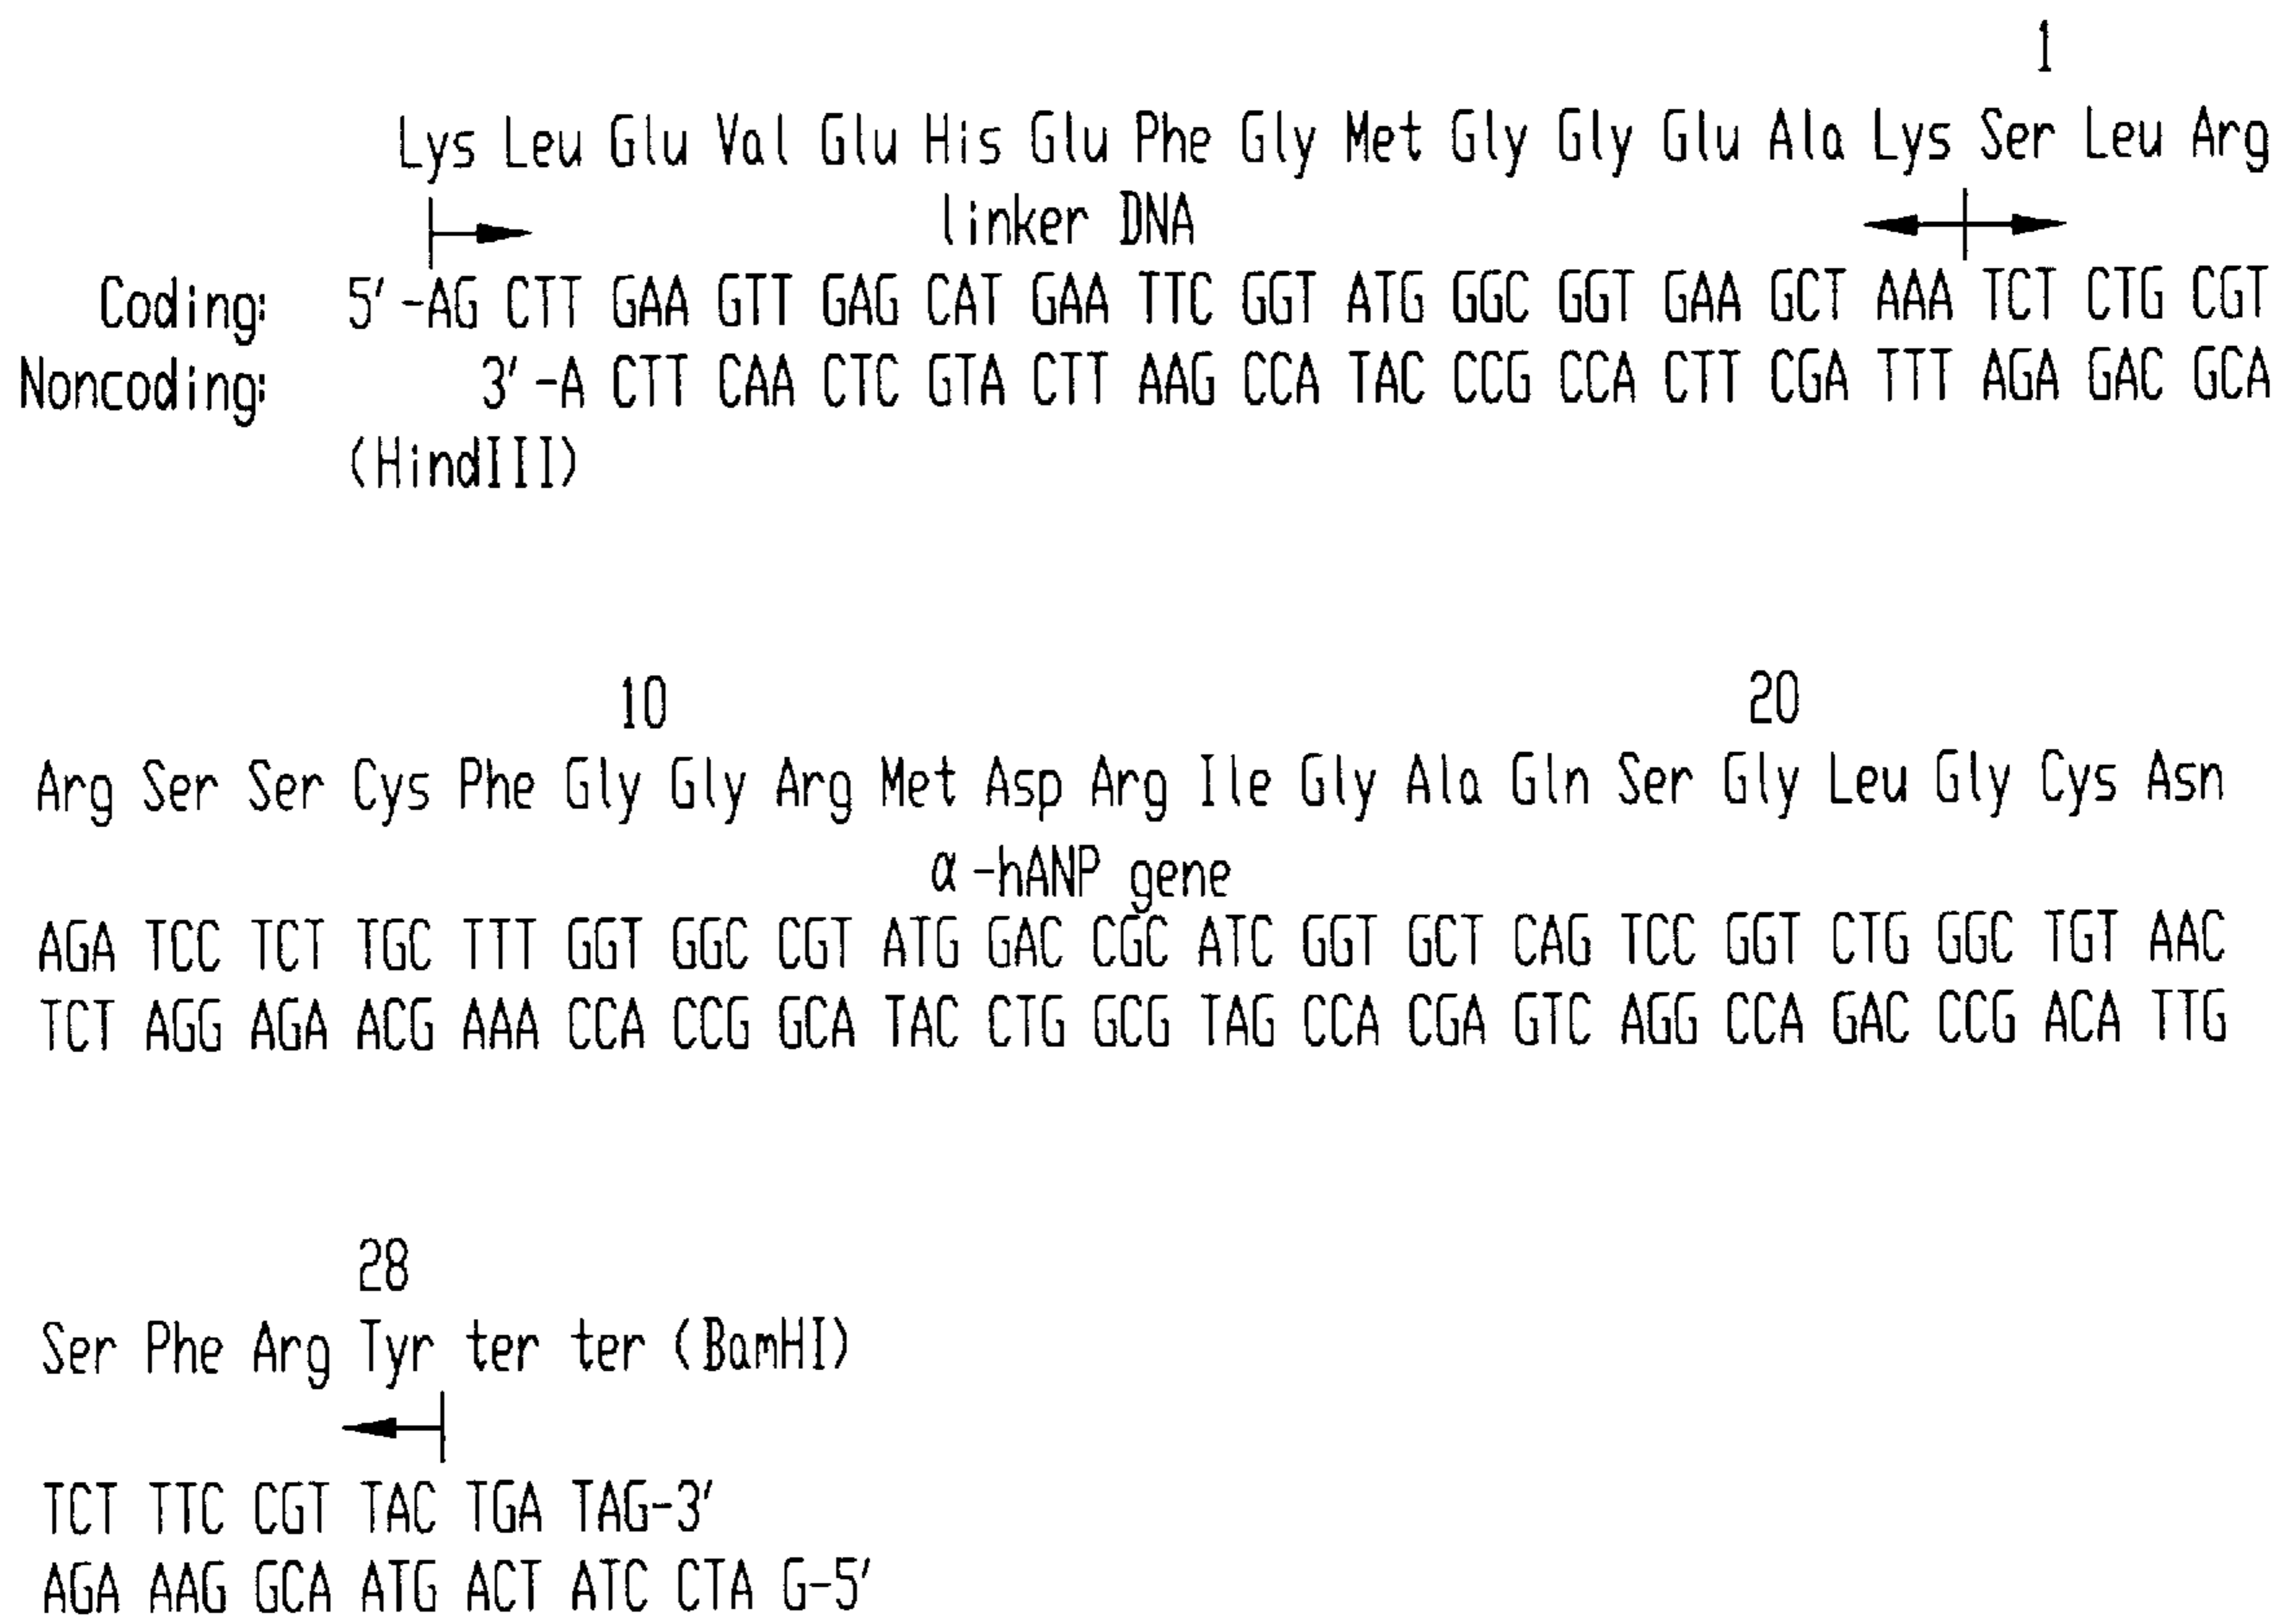 1
Lys Leu Glu Val Glu His Glu Phe Gly Met Gly Gly Glu Ala Lys Ser Leu Arg
linker DNA
Coding: 5′-AG CTT GAA GTT GAG CAT GAA TTC GGT ATG GGC GGT GAA GCT AAA TCT CTG CGT
Noncoding: 3′-A CTT CAA CTC GTA CTT AAG CCA TAC CCG CCA CTT CGA TTT AGA GAC GCA
(HindIII)
10 20
Arg Ser Ser Cys Phe Gly Gly Arg Met Asp Arg Ile Gly Ala Gln Ser Gly Leu Gly Cys Asn
α-hANP gene
AGA TCC TCT TGC TTT GGT GGC CGT ATG GAC CGC ATC GGT GCT CAG TCC GGT CTG GGC TGT AAC
TCT AGG AGA ACG AAA CCA CCG GCA TAC CTG GCG TAG CCA CGA GTC AGG CCA GAC CCG ACA TTG
28
Ser Phe Arg Tyr ter ter (BamHI)
TCT TTC CGT TAC TGA TAG-3′
AGA AAG GCA ATG ACT ATC CTA G-5′